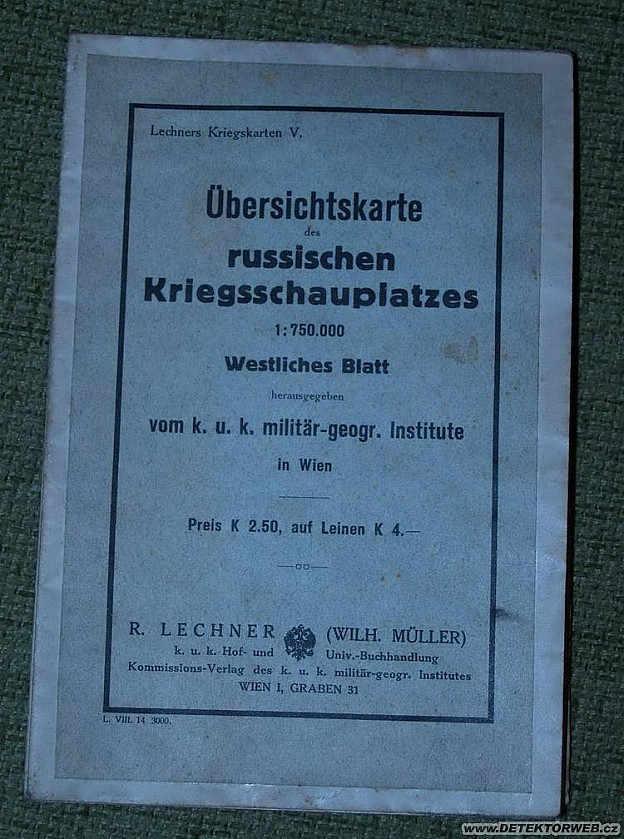 Lechners Kriegskarten V.
Übersichtskarte
des
russischen
Kriegsschauplatzes
1:750.000
Westliches Blatt
herausgegeben
vom k. u. k. militär-geogr. Institute
in Wien
Preis K 2.50, auf Leinen K 4.—
R. LECHNER (WILH. MÜLLER)
k. u. k. Hof- und Univ.-Buchhandlung
Kommissions-Verlag des k. u. k. militär-geogr. Institutes
WIEN I, GRABEN 31
L. VIII. 14 3000.
www.DETEKTORWEB.cz